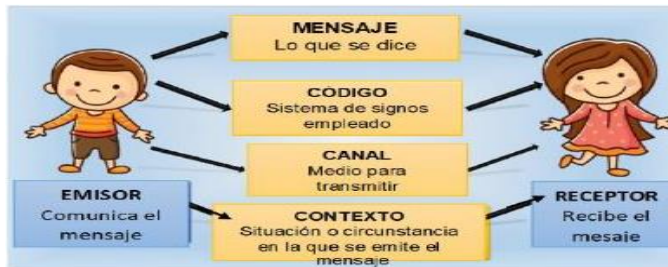 MENSAJE
Lo que se dice
CÓDIGO
Sistema de signos
empleado
CANAL
Medio para
transmitir
EMISOR
Comunica el
mensaje
CONTEXTO
Situación o circunstancia
en la que se emite el
mensaje
RECEPTOR
Recibe el
mesaje